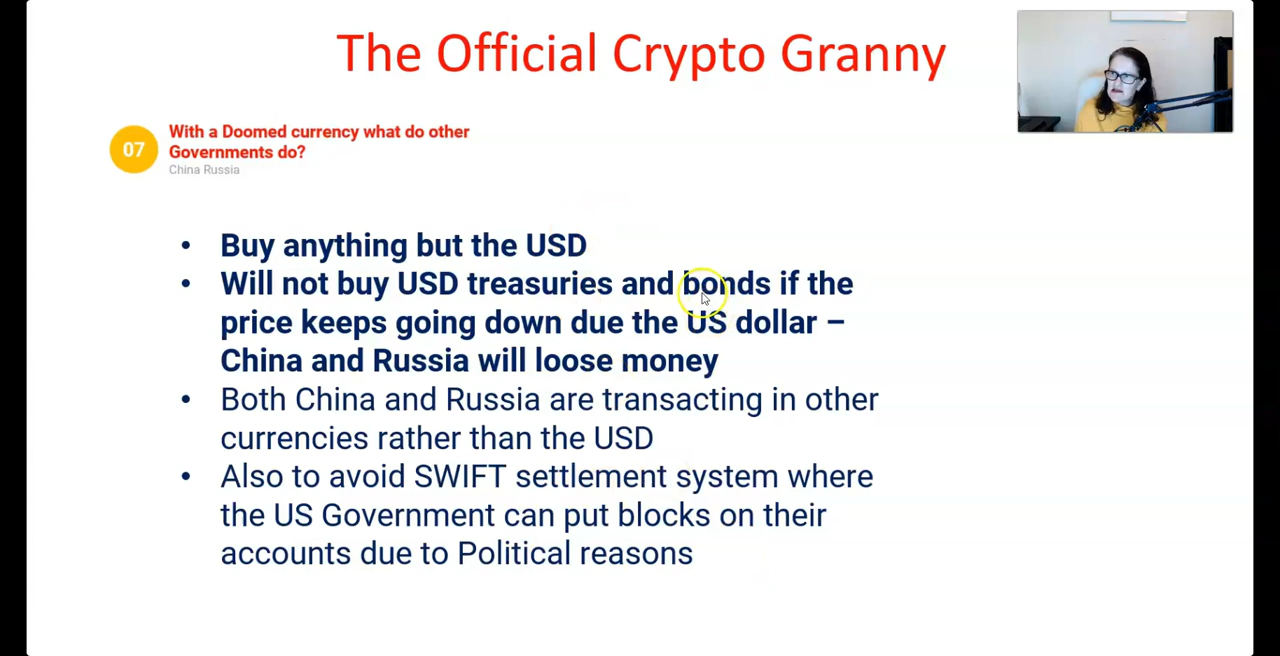 The Official Crypto Granny
07
With a Doomed currency what do other
Governments do?
China Russia
• Buy anything but the USD
• Will not buy USD treasuries and bonds if the
price keeps going down due the US dollar –
China and Russia will loose money
• Both China and Russia are transacting in other
currencies rather than the USD
• Also to avoid SWIFT settlement system where
the US Government can put blocks on their
accounts due to Political reasons